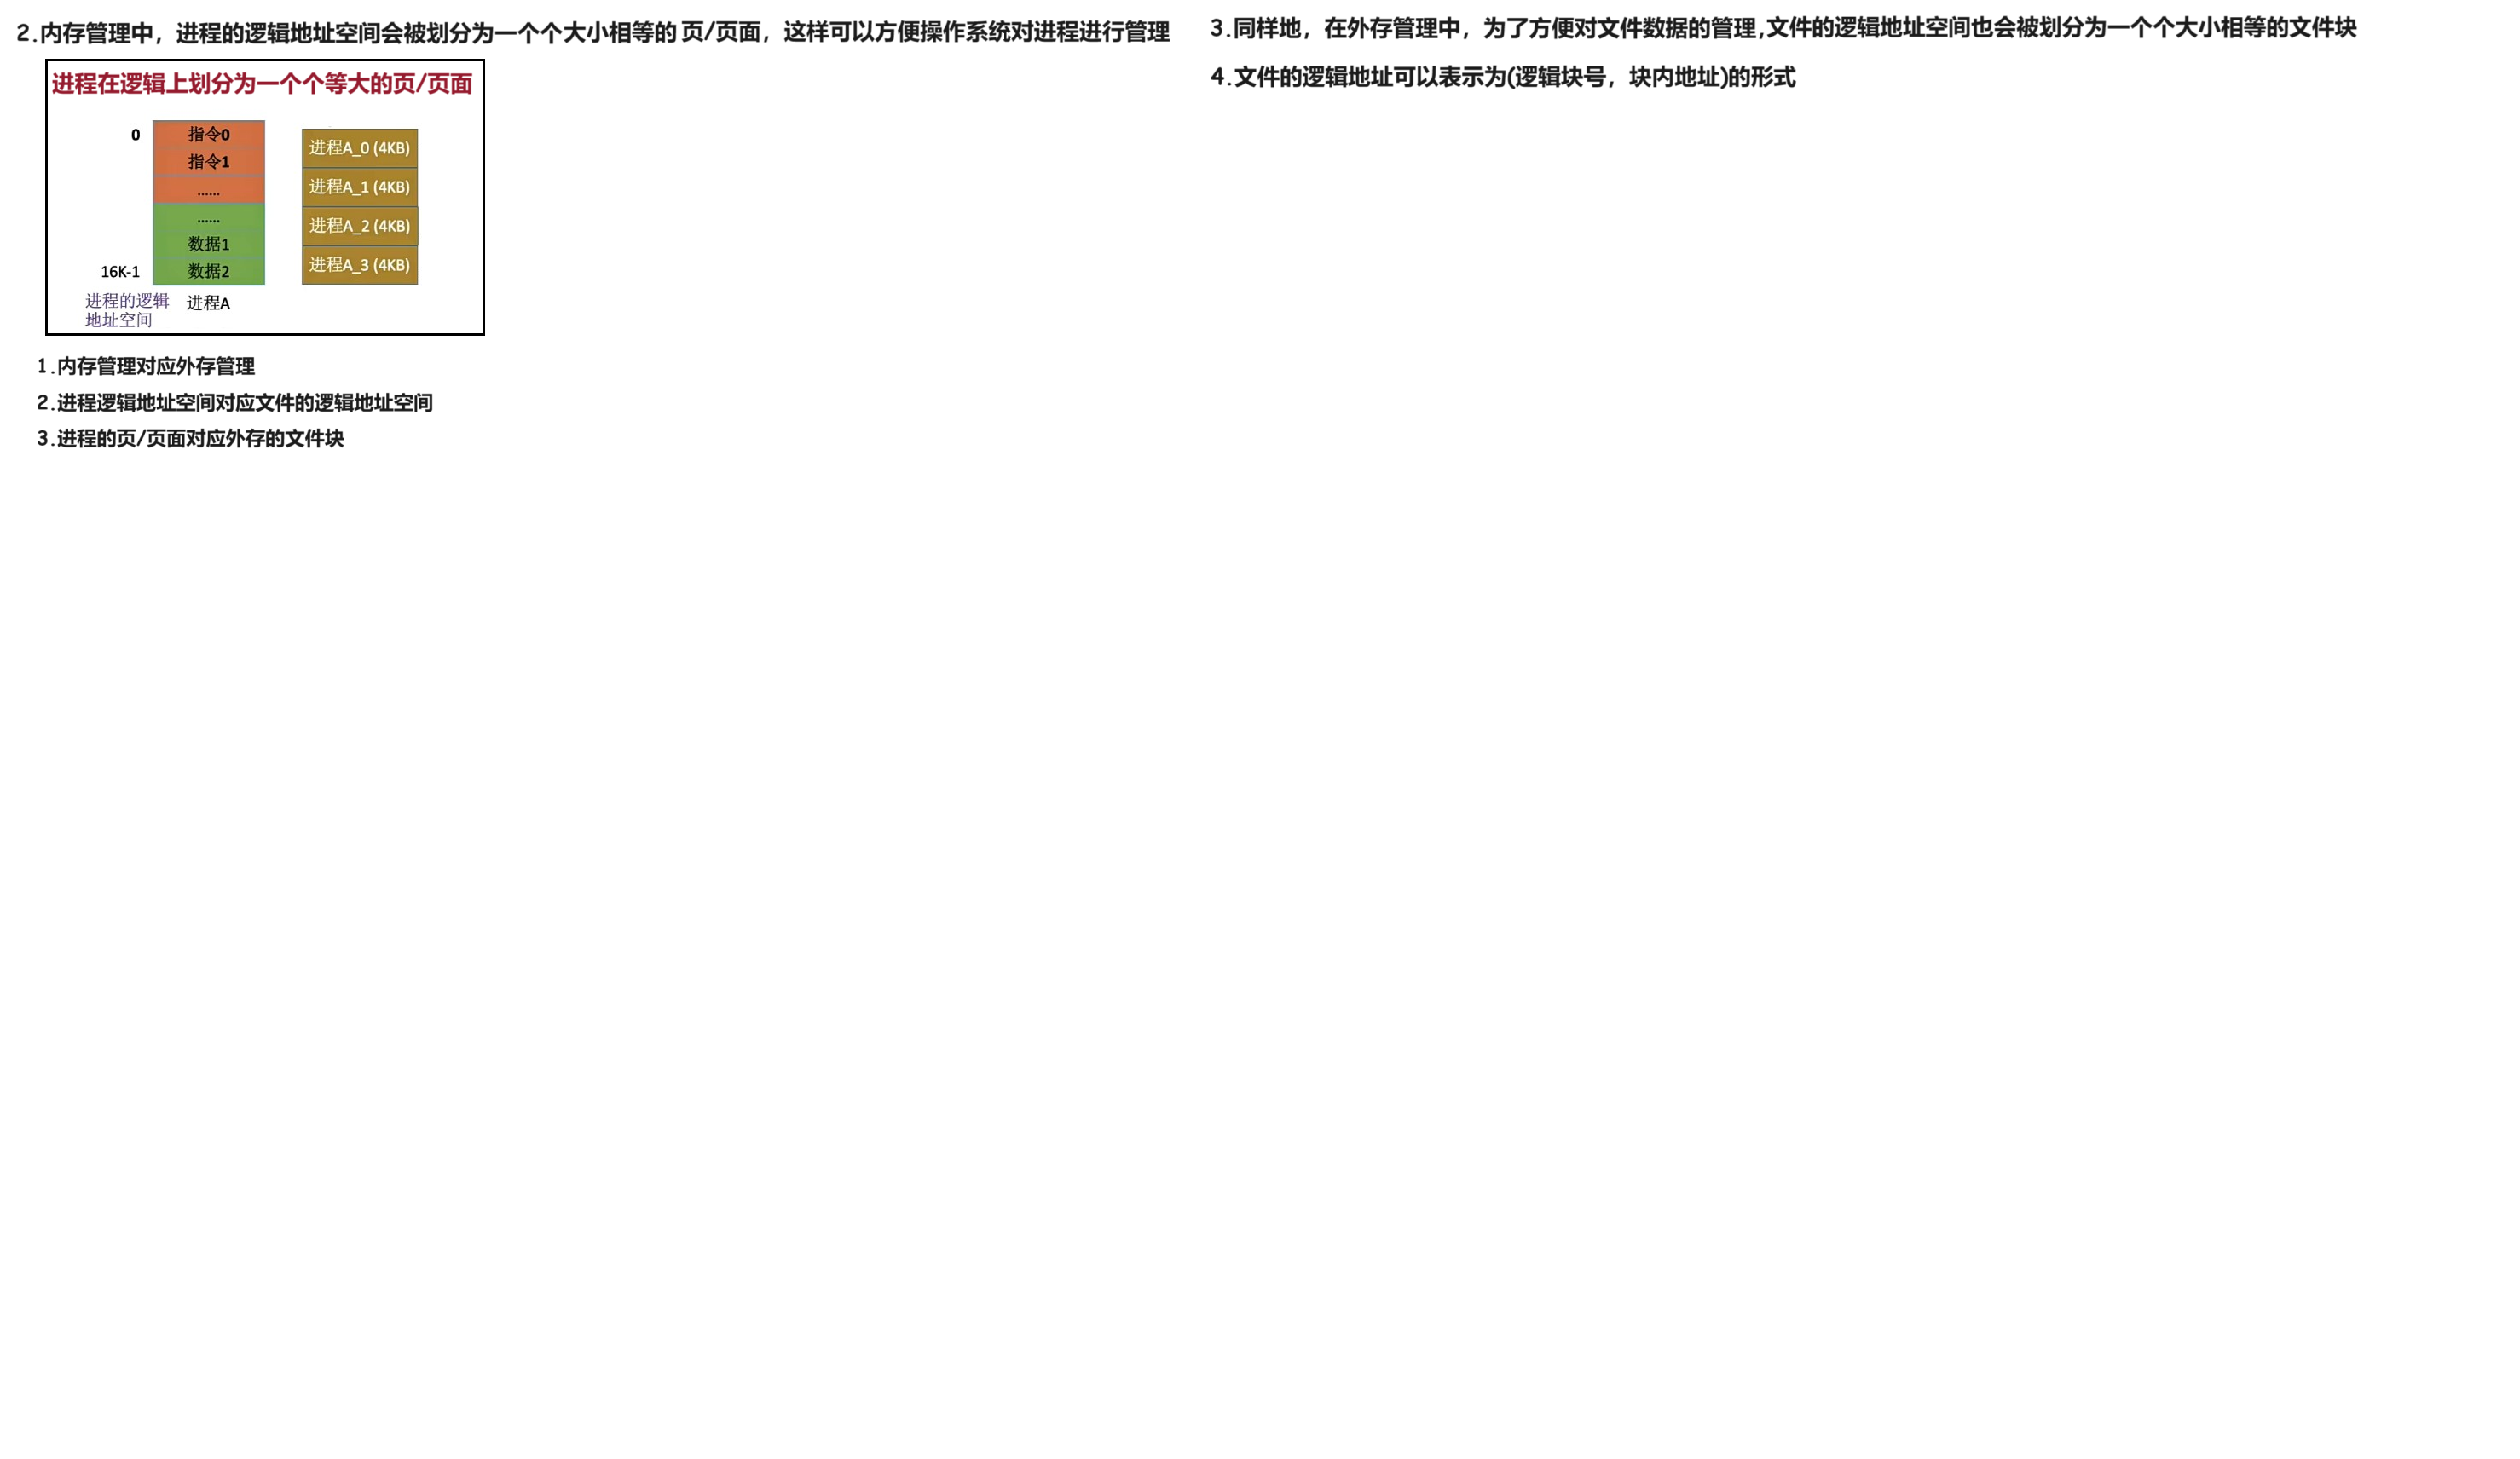 2.内存管理中，进程的逻辑地址空间会被划分为一个个大小相等的 页/页面，这样可以方便操作系统对进程进行管理
进程在逻辑上划分为一个个等大的页/页面
0
指令0
指令1
......
......
数据1
16K-1
数据2
进程的逻辑
地址空间
进程A
进程A_0 (4KB)
进程A_1 (4KB)
进程A_2 (4KB)
进程A_3 (4KB)
1.内存管理对应外存管理
2.进程逻辑地址空间对应文件的逻辑地址空间
3.进程的页/页面对应外存的文件块
3.同样地，在外存管理中，为了方便对文件数据的管理,文件的逻辑地址空间也会被划分为一个个大小相等的文件块
4.文件的逻辑地址可以表示为(逻辑块号，块内地址)的形式